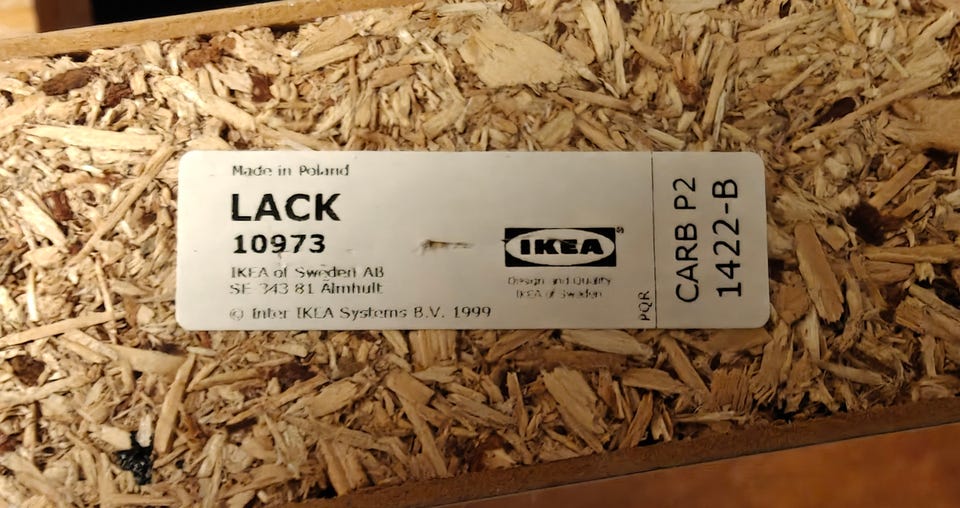 Made in Poland
LACK
10973
IKEA of Sweden AB
SE-343 81 Älmhult
© Inter IKEA Systems B.V. 1999
IKEA®
Design and Quality
IKEA of Sweden
PQR
CARB P2
1422-B